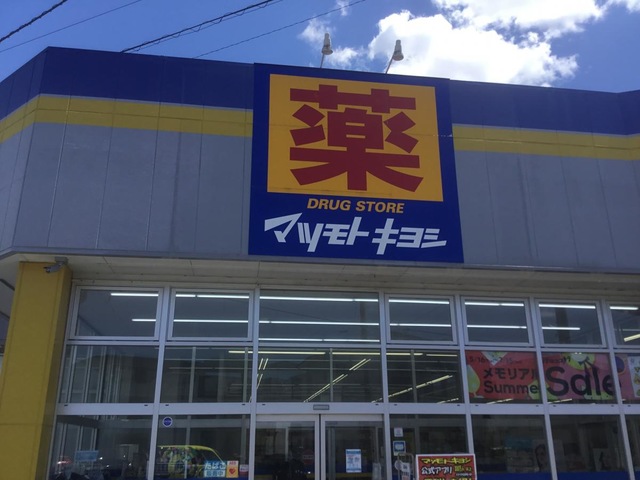 薬
DRUG STORE
マツモトキヨシ
メモリアル
Summer Sale
マツモトキヨシ
公式アプリ